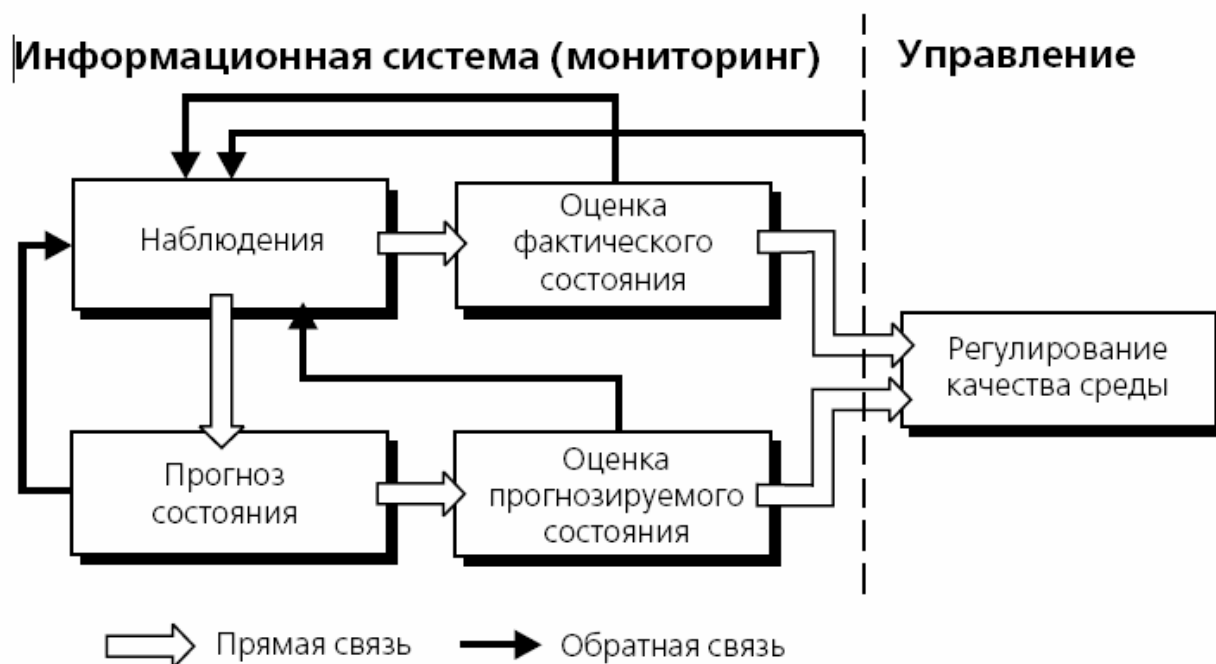 Информационная система (мониторинг)
Управление
Наблюдения
Оценка
фактического
состояния
Регулирование
качества среды
Прогноз
состояния
Оценка
прогнозируемого
состояния
Прямая связь
Обратная связь